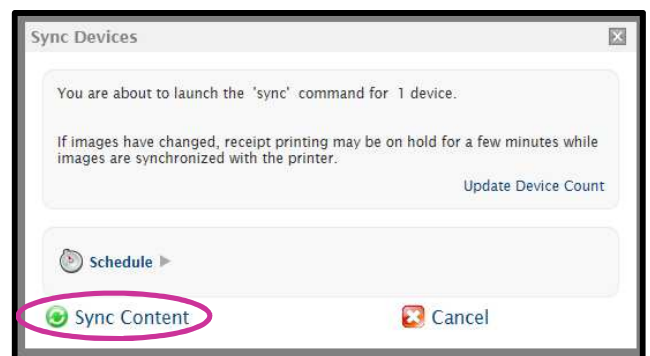 Sync Devices
You are about to launch the 'sync' command for 1 device.
If images have changed, receipt printing may be on hold for a few minutes while
images are synchronized with the printer.
Update Device Count
Schedule
Sync Content
Cancel